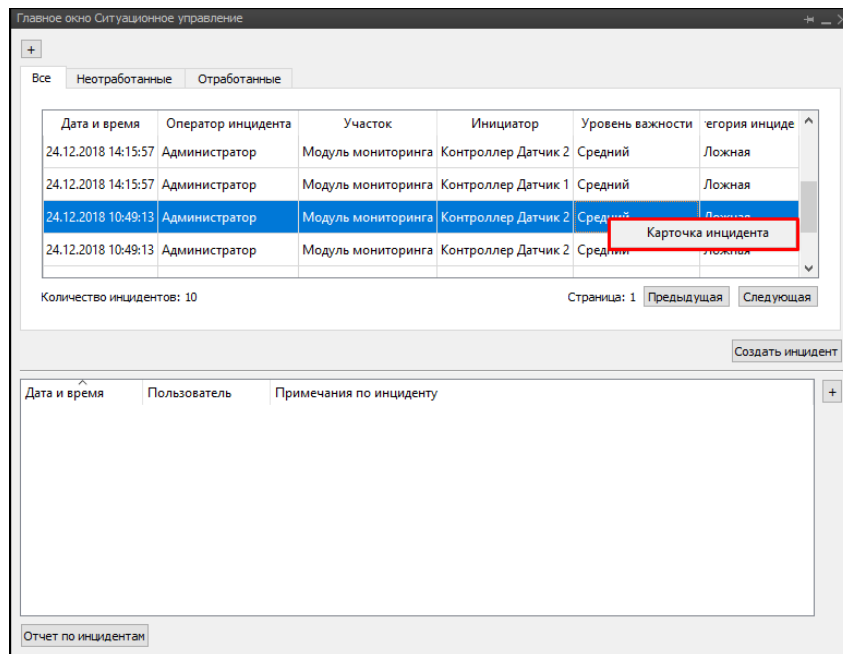 Главное окно Ситуационное управление
+
Все Неотработанные Отработанные
Дата и время Оператор инцидента Участок Инициатор Уровень важности тегория инциде
24.12.2018 14:15:57 Администратор Модуль мониторинга Контроллер Датчик 2 Средний Ложная
24.12.2018 14:15:57 Администратор Модуль мониторинга Контроллер Датчик 1 Средний Ложная
24.12.2018 10:49:13 Администратор Модуль мониторинга Контроллер Датчик 2 Средний Ложная
Карточка инцидента
24.12.2018 10:49:13 Администратор Модуль мониторинга Контроллер Датчик 2 Средний Ложная
Количество инцидентов: 10 Страница: 1 Предыдущая Следующая
Создать инцидент
Дата и время Пользователь Примечания по инциденту +
Отчет по инцидентам